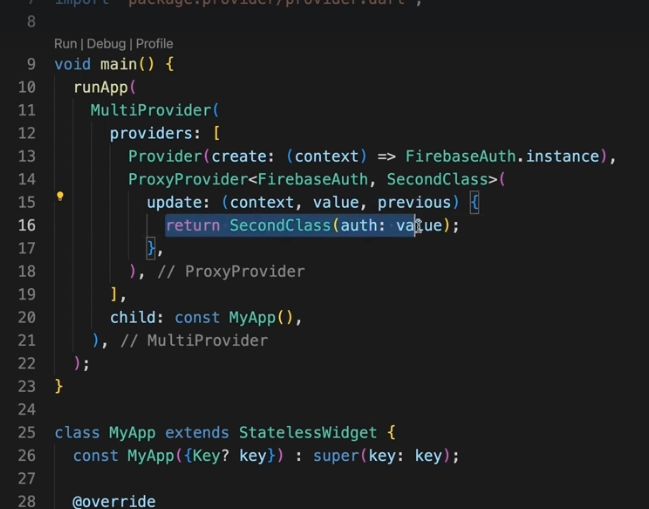 7 import 'package:provider/provider.dart';
8
Run | Debug | Profile
9 void main() {
10 runApp(
11 MultiProvider(
12 providers: [
13 Provider(create: (context) => FirebaseAuth.instance),
14 ProxyProvider<FirebaseAuth, SecondClass>(
15 update: (context, value, previous) {
16 return SecondClass(auth: value);
17 },
18 ), // ProxyProvider
19 ],
20 child: const MyApp(),
21 ), // MultiProvider
22 );
23 }
24
25 class MyApp extends StatelessWidget {
26 const MyApp({Key? key}) : super(key: key);
27
28 @override